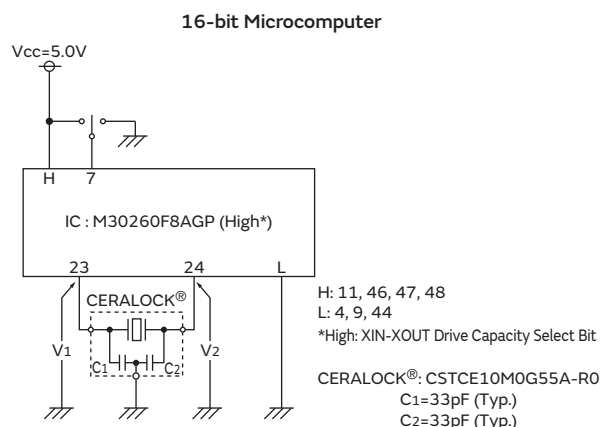 16-bit Microcomputer
Vcc=5.0V
H 7
IC : M30260F8AGP (High*)
23 24 L
CERALOCK®
V1 C1 C2 V2
H: 11, 46, 47, 48
L: 4, 9, 44
*High: XIN-XOUT Drive Capacity Select Bit
CERALOCK®: CSTCE10M0G55A-R0
C1=33pF (Typ.)
C2=33pF (Typ.)